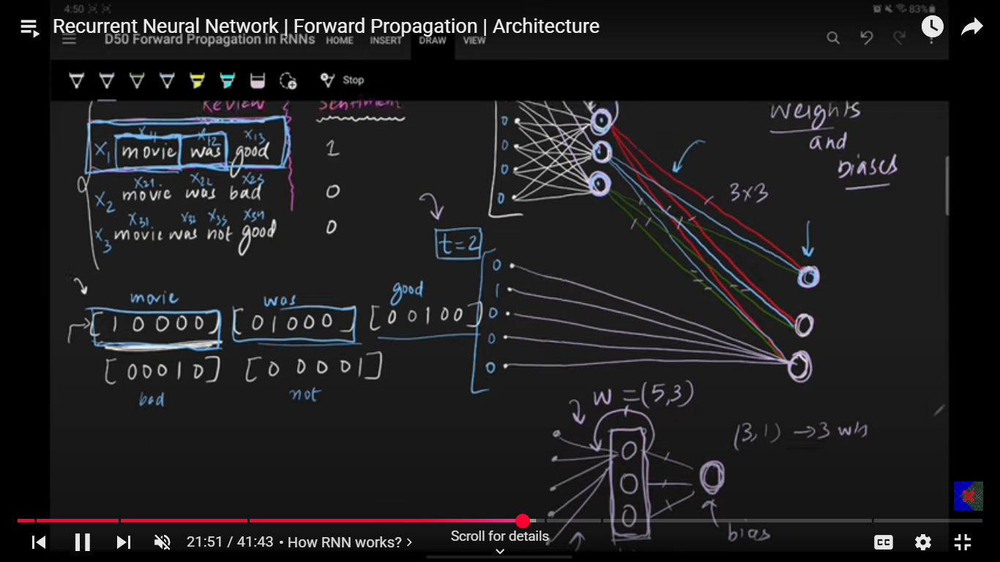 4:50
83%
Recurrent Neural Network | Forward Propagation | Architecture
D50 Forward Propagation in RNNs HOME INSERT DRAW VIEW
Stop
Review Sentiment
x11 x12 x13
x1 movie was good 1
x21 x22 x23
x2 movie was bad 0
x31 x32 x33 x34
x3 movie was not good 0
movie was good
[1 0 0 0 0] [0 1 0 0 0] [0 0 1 0 0]
[0 0 0 1 0] [0 0 0 0 1]
bad not
0
0
0
0
weights
and
biases
3x3
t=2
0
1
0
0
0
W = (5,3)
(3,1) → 3 
bias
21:51 / 41:43 • How RNN works? >
Scroll for details
CC